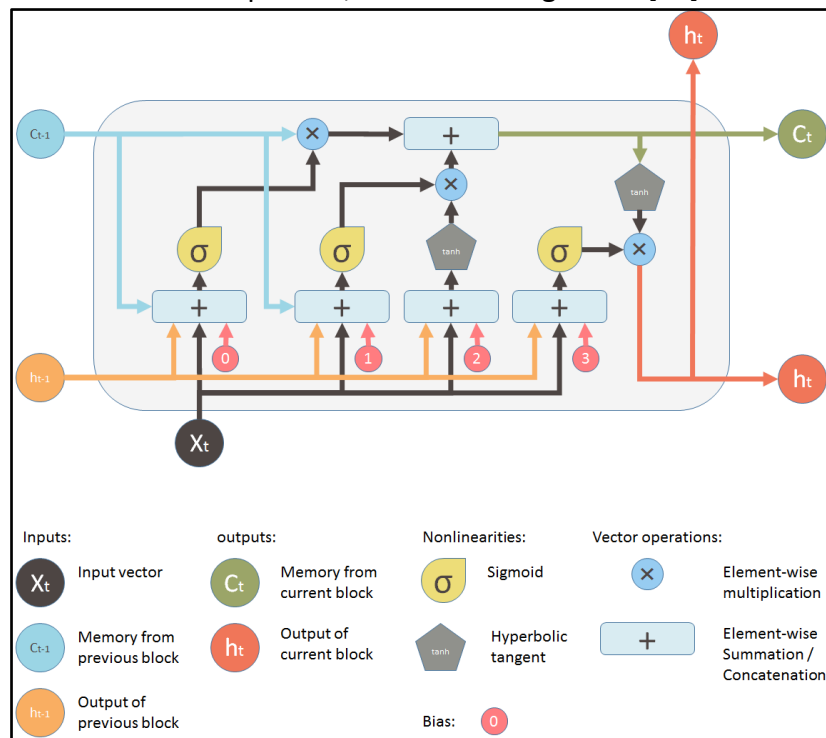 ht
Ct-1
×
+
Ct
tanh
×
σ
σ
tanh
σ
×
+
+
+
+
0
1
2
3
ht-1
ht
Xt
Inputs:
outputs:
Nonlinearities:
Vector operations:
Xt
Input vector
Ct
Memory from
current block
σ
Sigmoid
×
Element-wise
multiplication
Ct-1
Memory from
previous block
ht
Output of
current block
tanh
Hyperbolic
tangent
+
Element-wise
Summation /
Concatenation
ht-1
Output of
previous block
Bias:
0